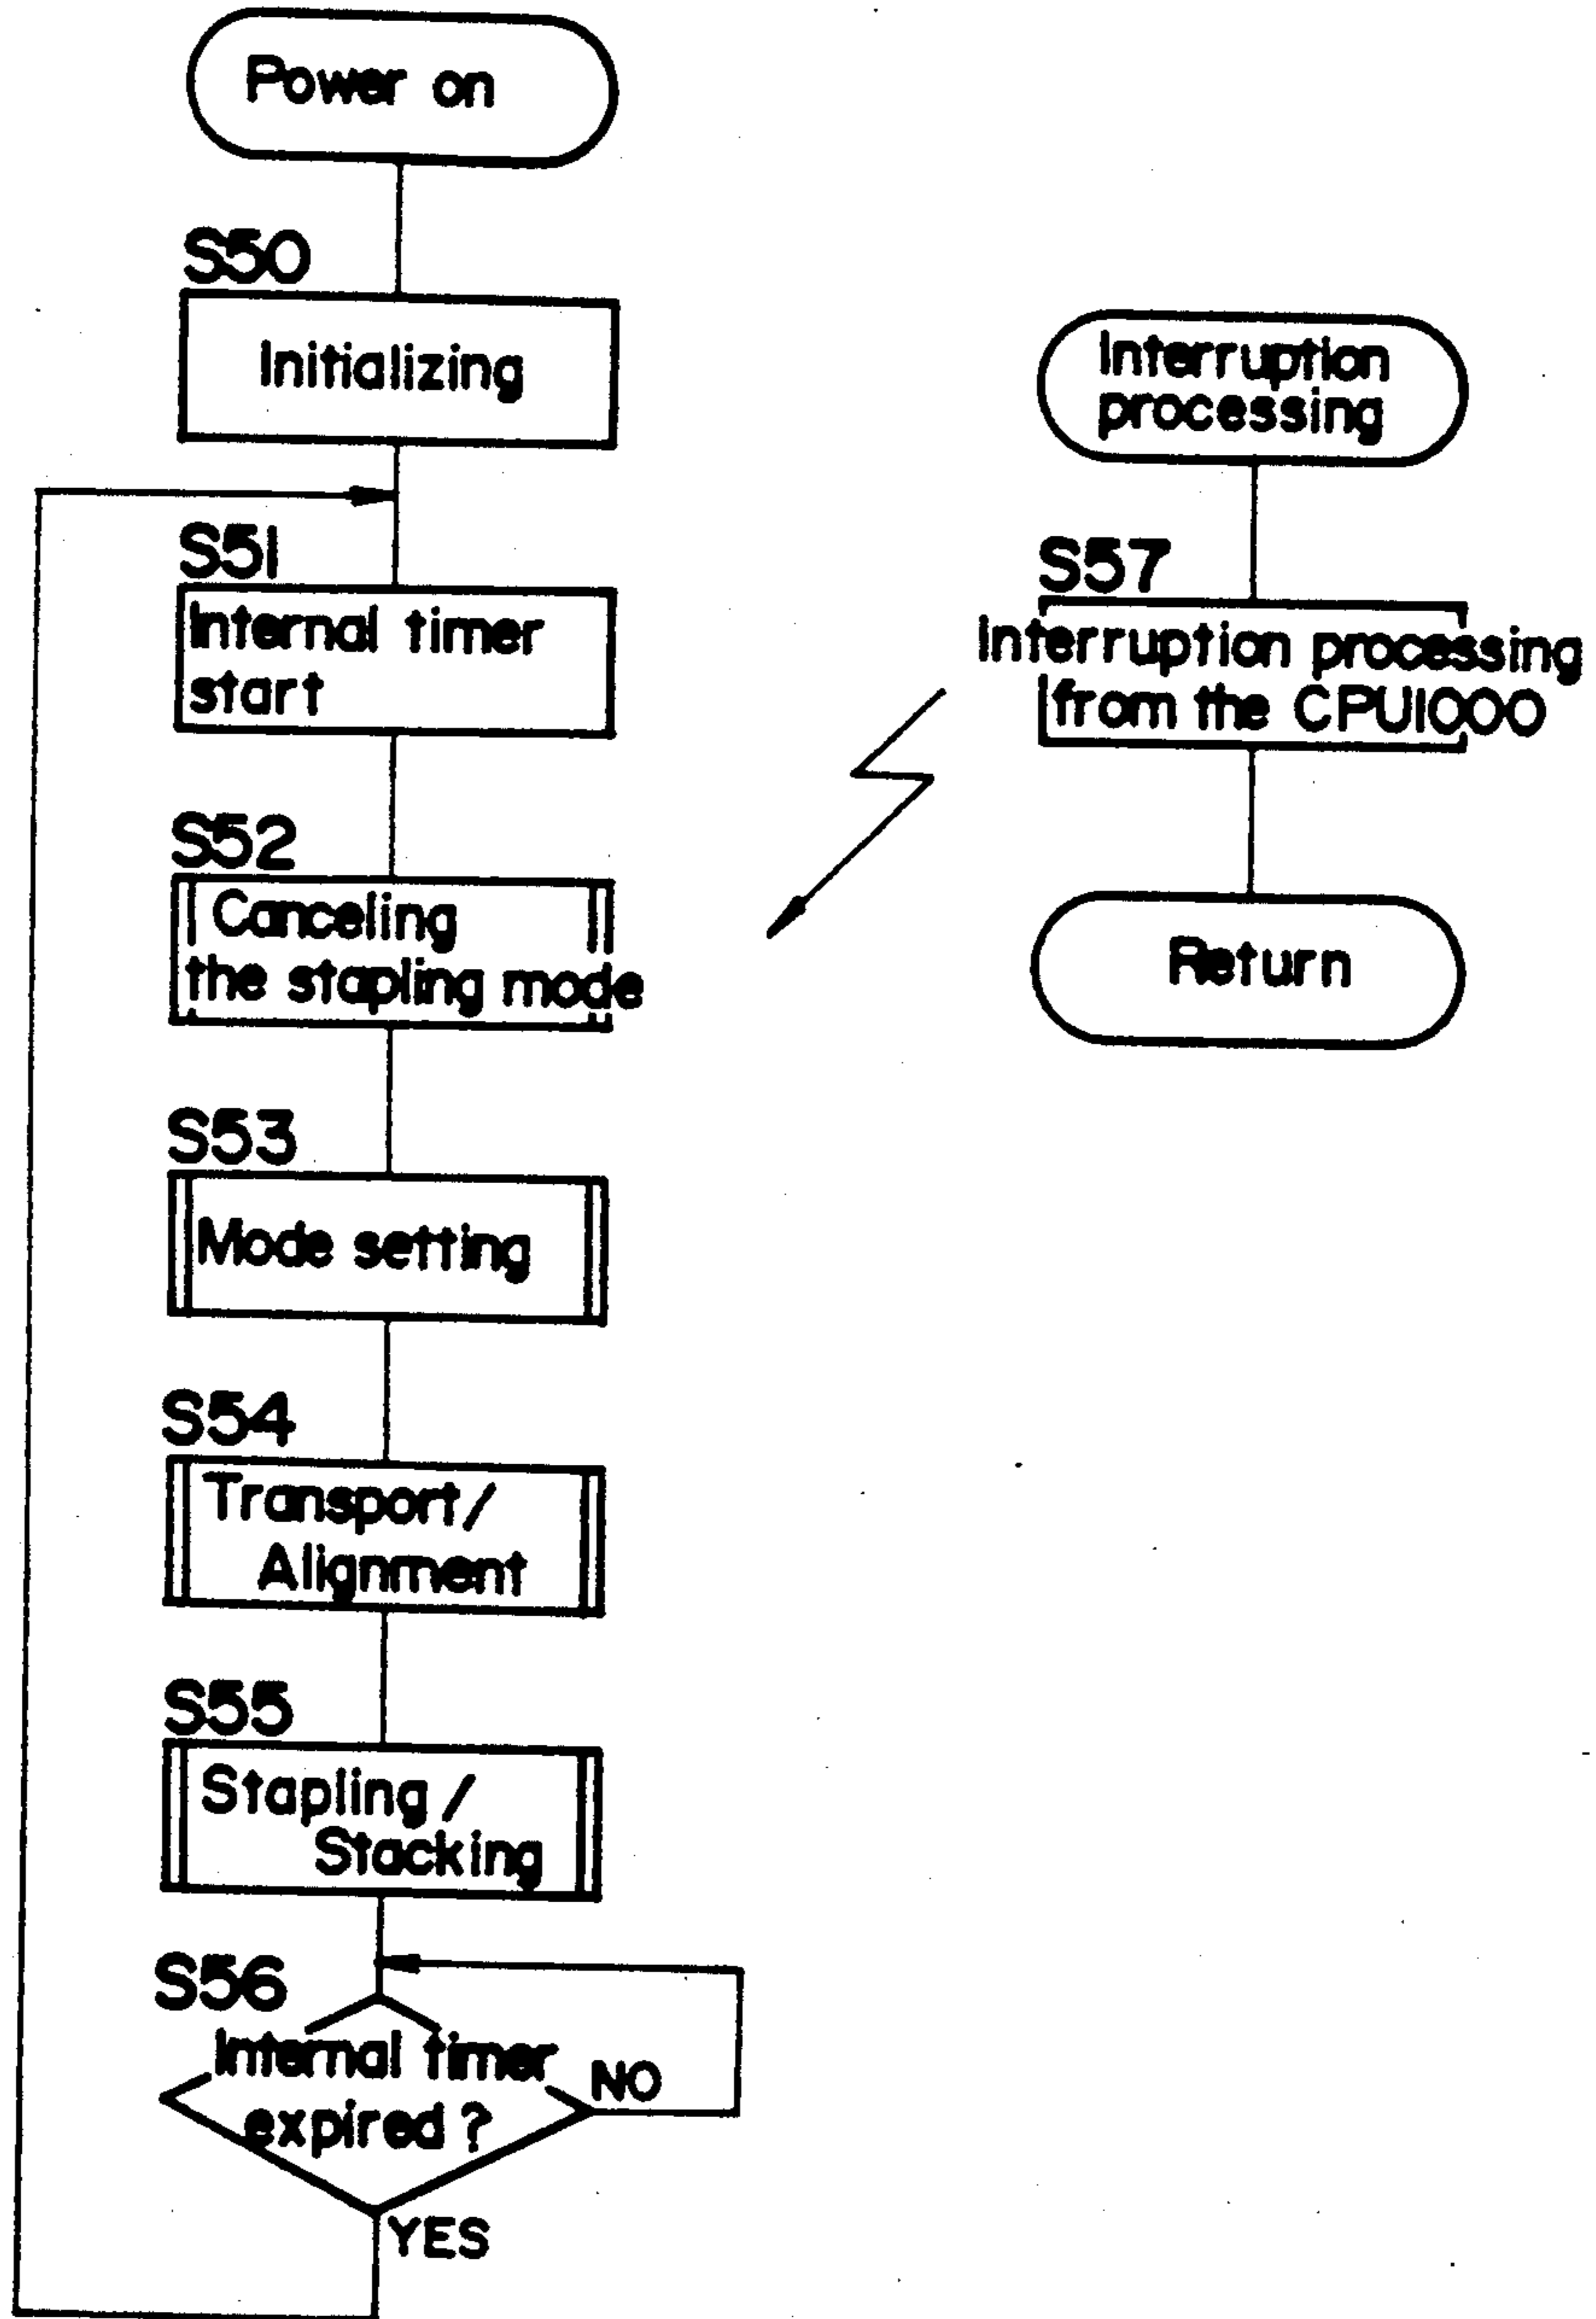 Power on
S50
Initializing
S51
Internal timer
start
S52
Canceling
the stapling mode
S53
Mode setting
S54
Transport/
Alignment
S55
Stapling/
Stacking
S56
Internal timer
expired?
NO
YES
Interruption
processing
S57
Interruption processing
from the CPU1000
Return